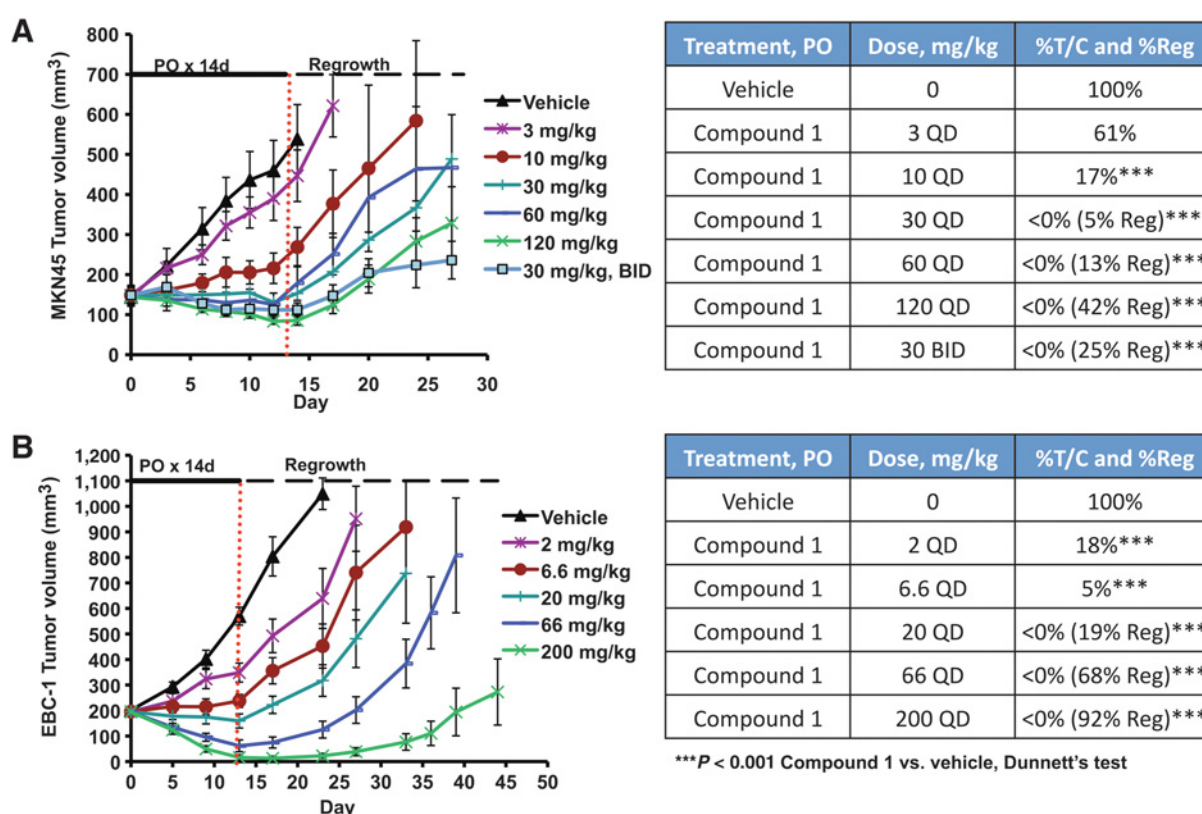 A
MKN45 Tumor volume (mm³)
800
700
600
500
400
300
200
100
0
PO x 14d
Regrowth
0 5 10 15 20 25 30
Day
Vehicle
3 mg/kg
10 mg/kg
30 mg/kg
60 mg/kg
120 mg/kg
30 mg/kg, BID
Treatment, PO Dose, mg/kg %T/C and %Reg
Vehicle 0 100%
Compound 1 3 QD 61%
Compound 1 10 QD 17%***
Compound 1 30 QD <0% (5% Reg)***
Compound 1 60 QD <0% (13% Reg)***
Compound 1 120 QD <0% (42% Reg)***
Compound 1 30 BID <0% (25% Reg)***
B
EBC-1 Tumor volume (mm³)
1,200
1,100
1,000
900
800
700
600
500
400
300
200
100
0
PO x 14d
Regrowth
0 5 10 15 20 25 30 35 40 45 50
Day
Vehicle
2 mg/kg
6.6 mg/kg
20 mg/kg
66 mg/kg
200 mg/kg
Treatment, PO Dose, mg/kg %T/C and %Reg
Vehicle 0 100%
Compound 1 2 QD 18%***
Compound 1 6.6 QD 5%***
Compound 1 20 QD <0% (19% Reg)***
Compound 1 66 QD <0% (68% Reg)***
Compound 1 200 QD <0% (92% Reg)***
***P < 0.001 Compound 1 vs. vehicle, Dunnett's test